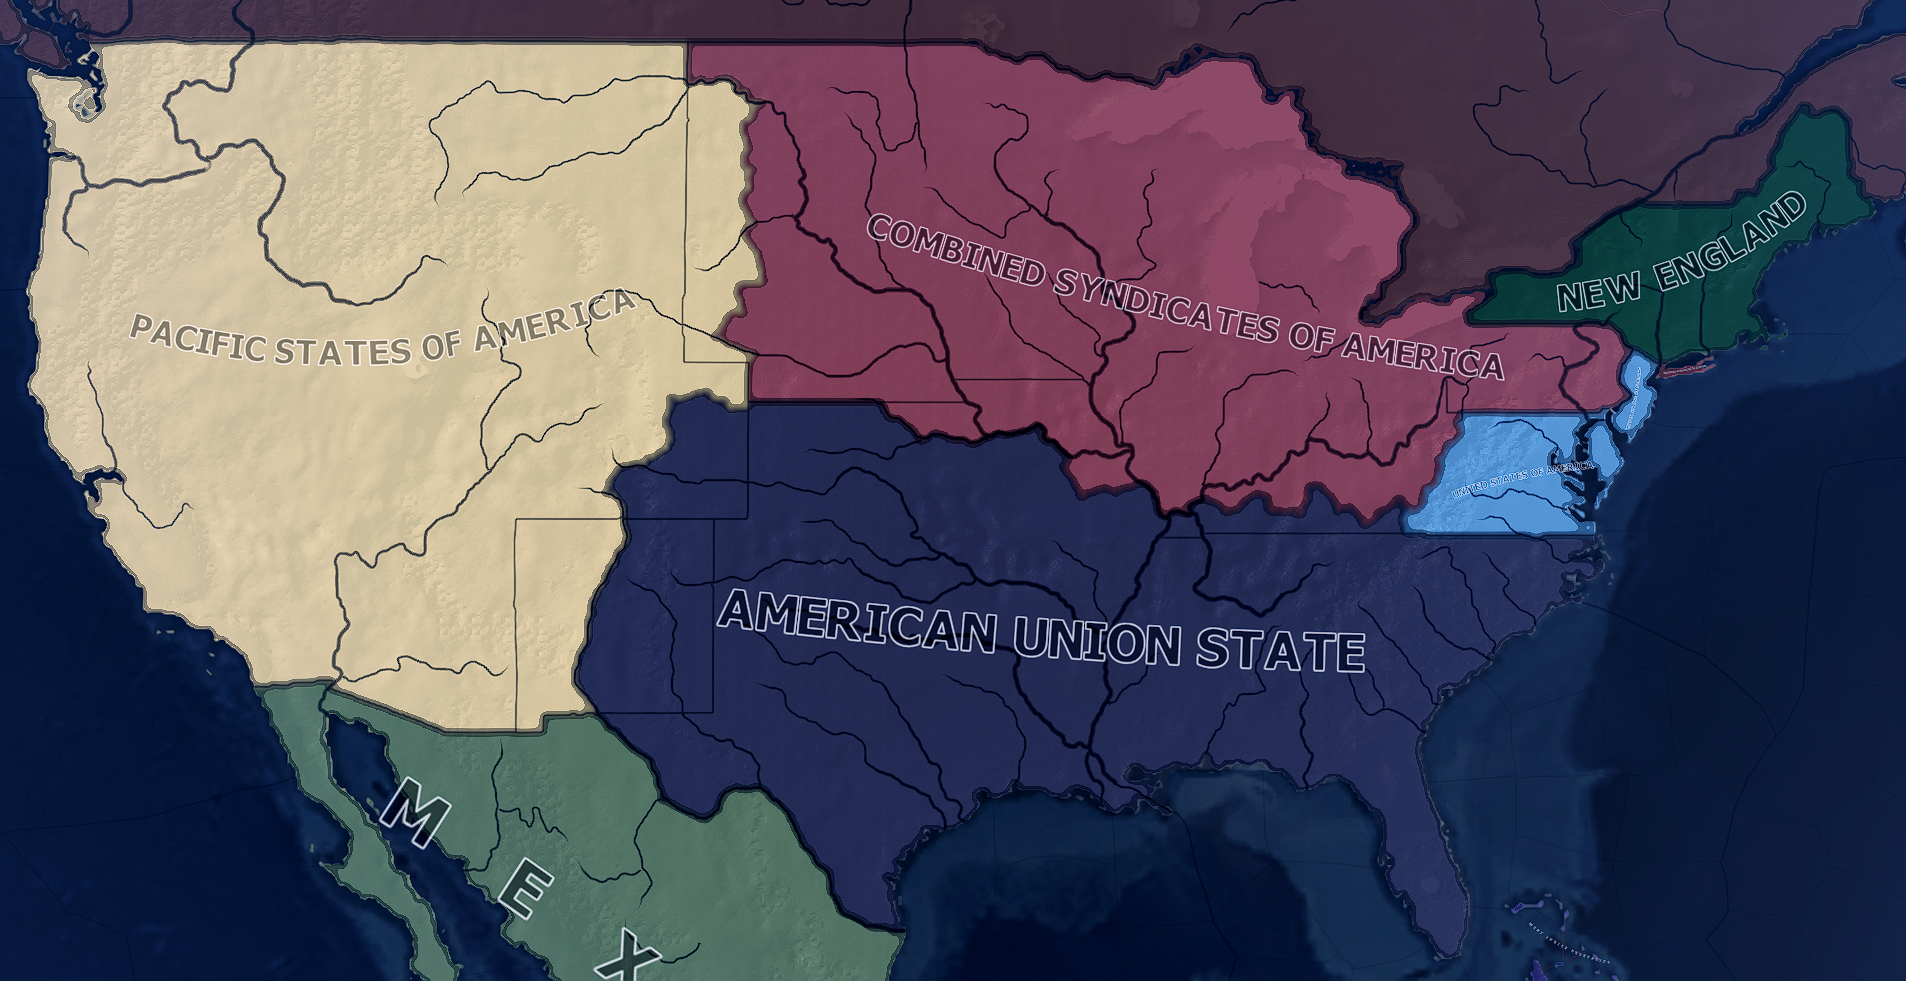 COMBINED SYNDICATES OF AMERICA
NEW ENGLAND
PACIFIC STATES OF AMERICA
UNITED STATES OF AMERICA
AMERICAN UNION STATE
M E X